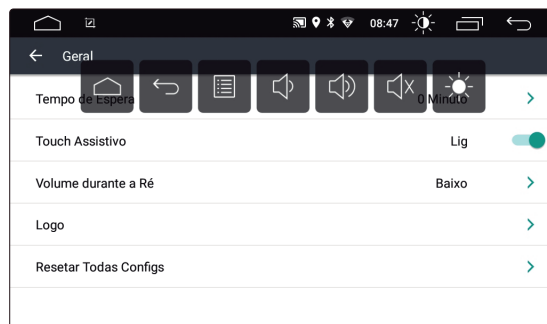 08:47
Geral
Tempo de Espera 0 Minuto
Touch Assistivo Lig
Volume durante a Ré Baixo
Logo
Resetar Todas Configs